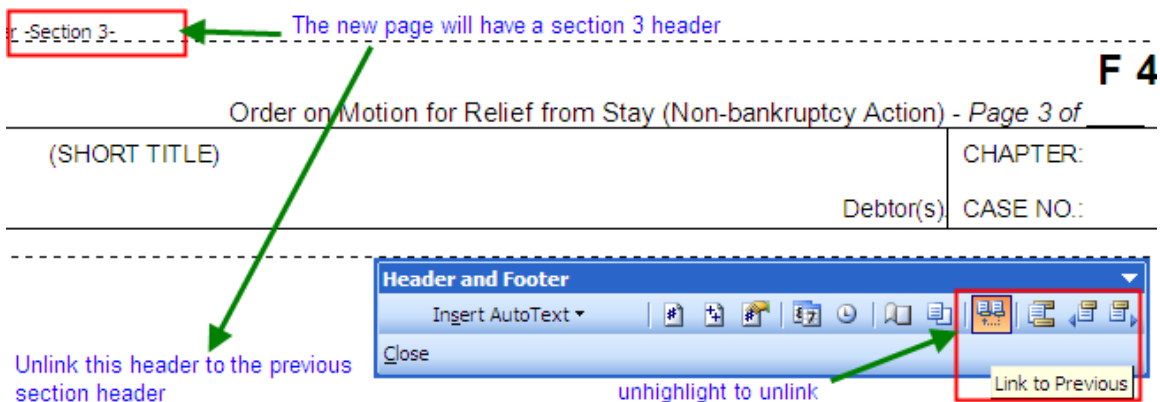 The new page will have a section 3 header
r -Section 3-
F 4
Order on Motion for Relief from Stay (Non-bankruptcy Action) - Page 3 of ____
(SHORT TITLE)
CHAPTER:
Debtor(s).
CASE NO.:
Header and Footer
Insert AutoText
Close
Link to Previous
Unlink this header to the previous
section header
unhighlight to unlink